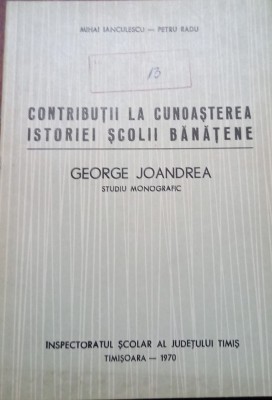 MIHAI IANCULESCU — PETRU RADU
13
CONTRIBUȚII LA CUNOAȘTEREA
ISTORIEI ȘCOLII BĂNĂȚENE
GEORGE JOANDREA
STUDIU MONOGRAFIC
INSPECTORATUL ȘCOLAR AL JUDEȚULUI TIMIȘ
TIMIȘOARA — 1970